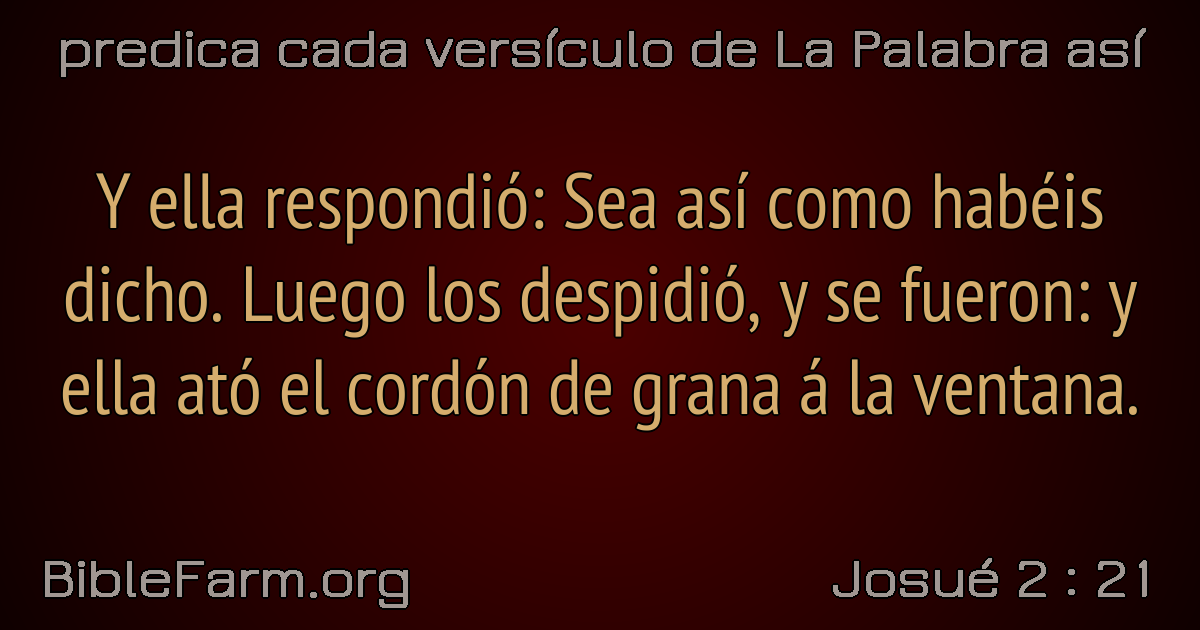 predica cada versículo de La Palabra así
Y ella respondió: Sea así como habéis
dicho. Luego los despidió, y se fueron: y
ella ató el cordón de grana á la ventana.
BibleFarm.org
Josué 2 : 21